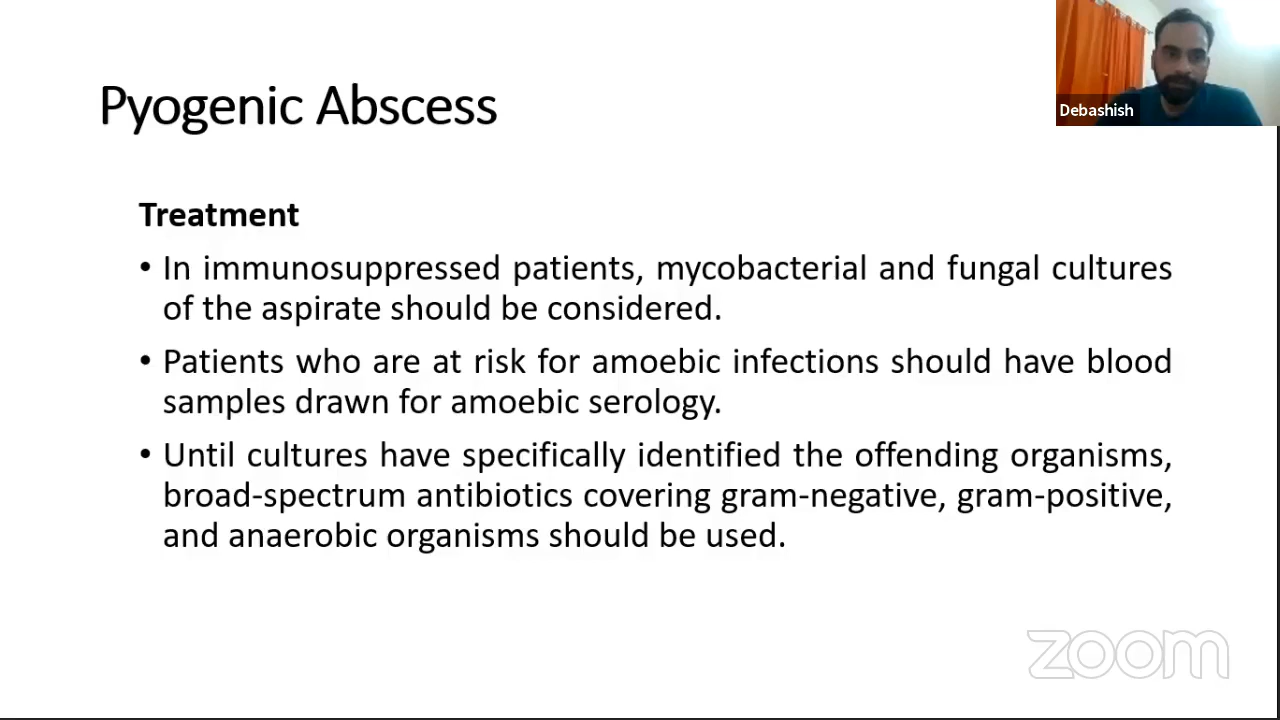 Pyogenic Abscess
Debashish
Treatment
• In immunosuppressed patients, mycobacterial and fungal cultures
of the aspirate should be considered.
• Patients who are at risk for amoebic infections should have blood
samples drawn for amoebic serology.
• Until cultures have specifically identified the offending organisms,
broad-spectrum antibiotics covering gram-negative, gram-positive,
and anaerobic organisms should be used.
zoom